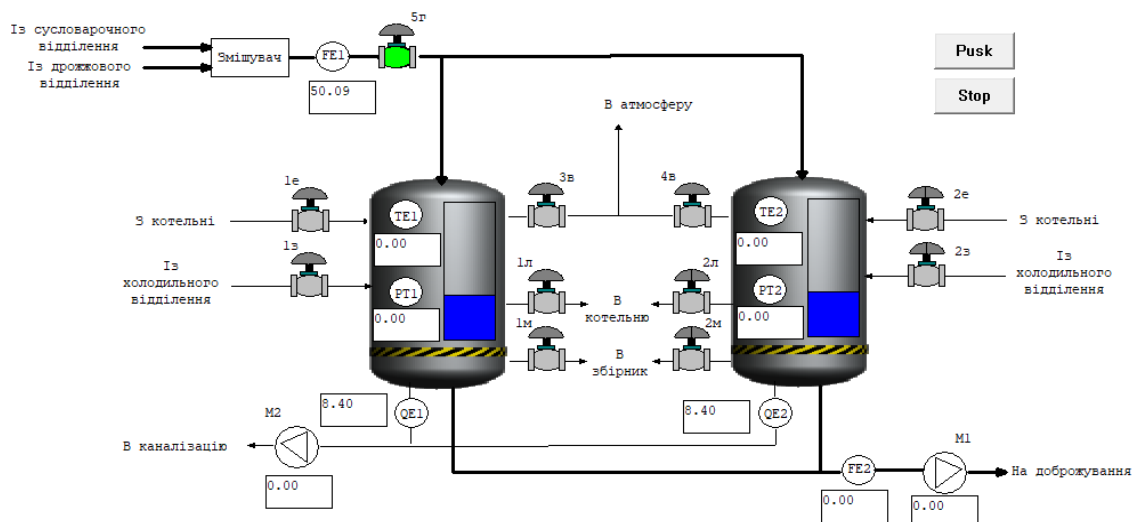 5г
Із сусловарочного
відділення
Із дрожкового
відділення
Змішувач
FE1
50.09
Pusk
Stop
В атмосферу
1е
3в
4в
2е
З котельні
TE1
0.00
TE2
0.00
З котельні
1з
2з
Із
холодильного
відділення
PT1
0.00
1л
В
котельню
2л
PT2
0.00
Із
холодильного
відділення
1м
В
збірник
2м
8.40
QE1
8.40
QE2
М2
В каналізацію
0.00
М1
FE2
0.00
0.00
На доброжування